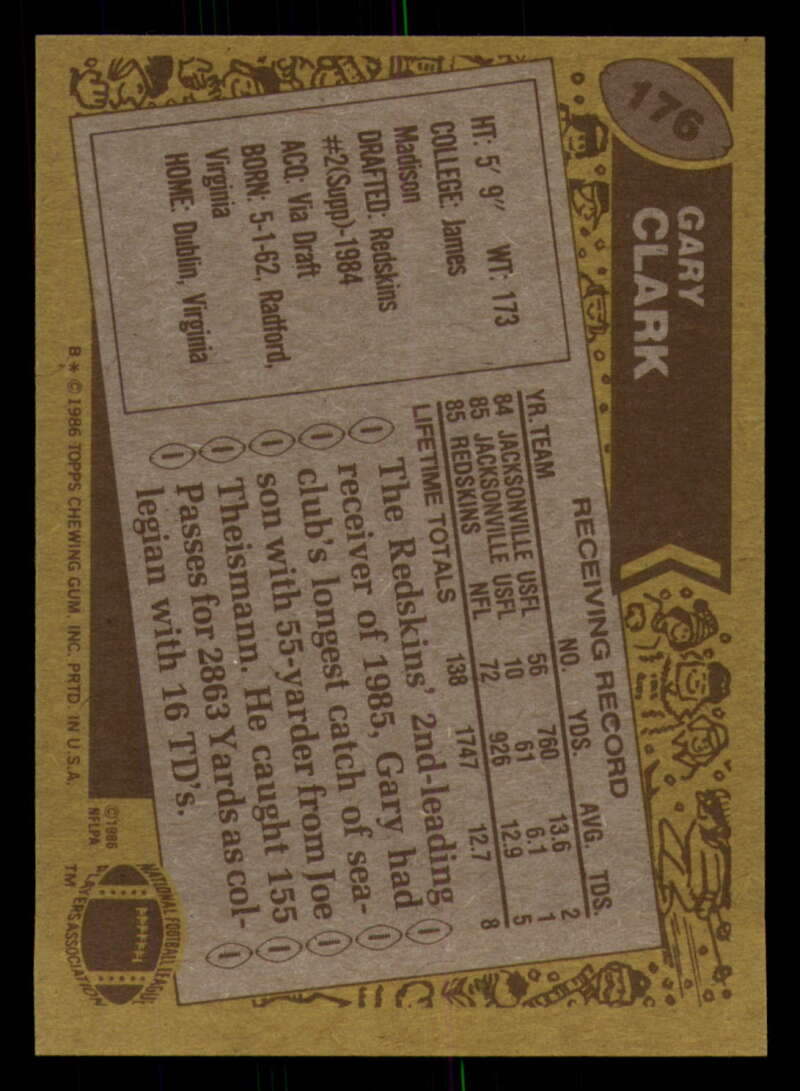 176
GARY
CLARK
HT: 5′ 9″ WT: 173
COLLEGE: James
Madison
DRAFTED: Redskins
#2(Supp)-1984
ACQ: Via Draft
BORN: 5-1-62, Radford,
Virginia
HOME: Dublin, Virginia
RECEIVING RECORD
YR. TEAM NO. YDS. AVG. TDS.
84 JACKSONVILLE USFL 56 760 13.6 2
85 JACKSONVILLE USFL 10 61 6.1 1
85 REDSKINS NFL 72 926 12.9 5
LIFETIME TOTALS 138 1747 12.7 8
The Redskins' 2nd-leading
receiver of 1985, Gary had
club's longest catch of sea-
son with 55-yarder from Joe
Theismann. He caught 155
Passes for 2863 Yards as col-
legian with 16 TD's.
B * © 1986 TOPPS CHEWING GUM, INC. PRTD. IN U.S.A.
© 1986
NFLPA
NATIONAL FOOTBALL LEAGUE
PLAYERS ASSOCIATION
TM